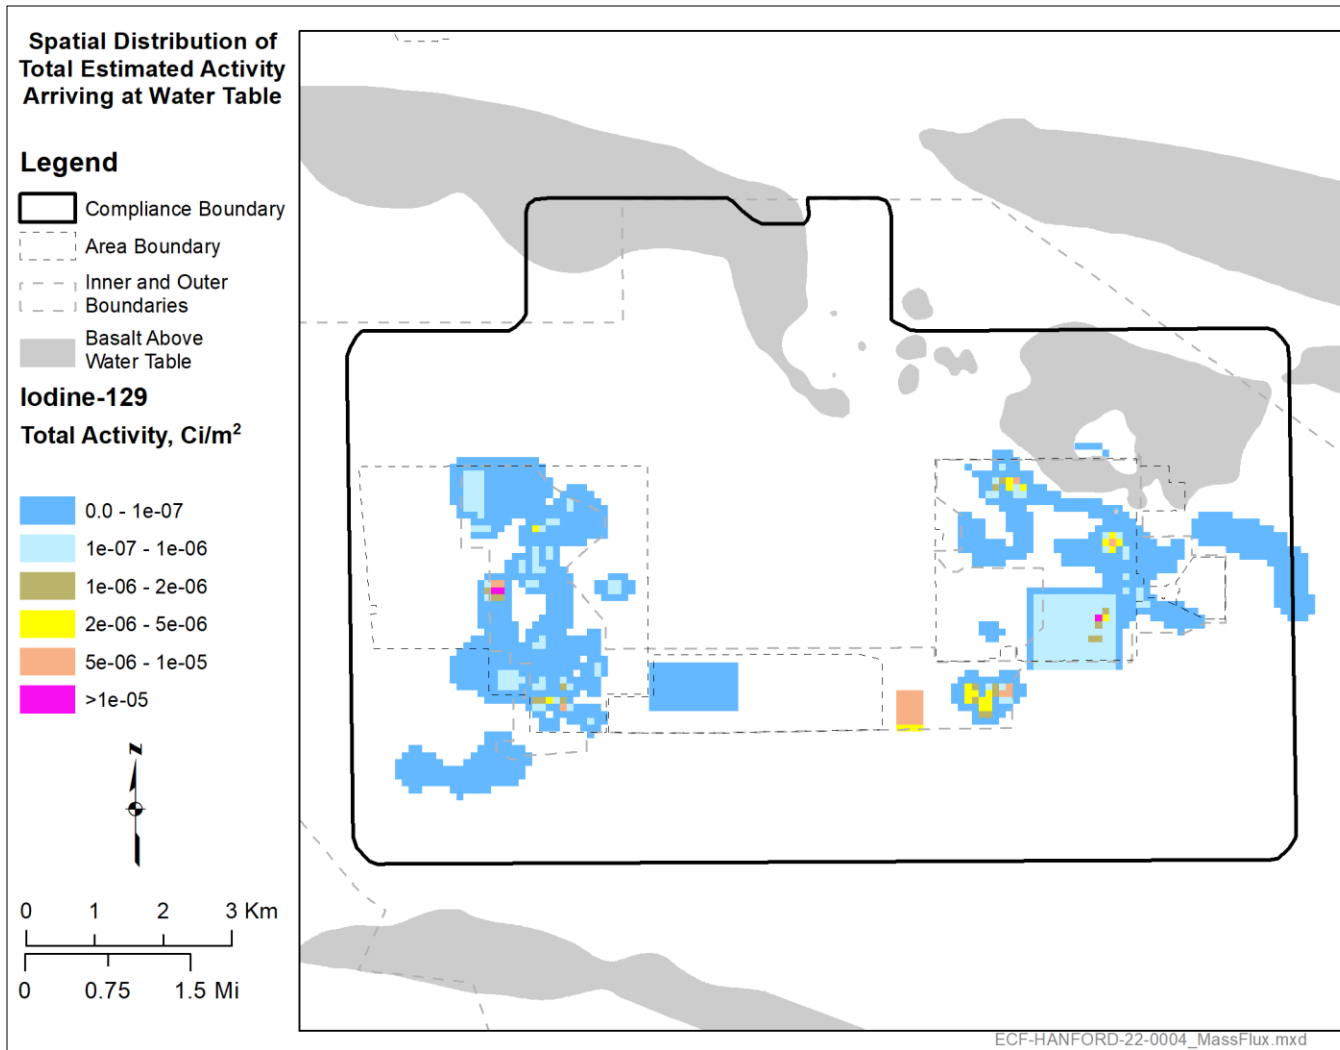 Spatial Distribution of
Total Estimated Activity
Arriving at Water Table
Legend
Compliance Boundary
Area Boundary
Inner and Outer
Boundaries
Basalt Above
Water Table
Iodine-129
Total Activity, Ci/m²
0.0 - 1e-07
1e-07 - 1e-06
1e-06 - 2e-06
2e-06 - 5e-06
5e-06 - 1e-05
>1e-05
N
0 1 2 3 Km
0 0.75 1.5 Mi
ECF-HANFORD-22-0004_MassFlux.mxd